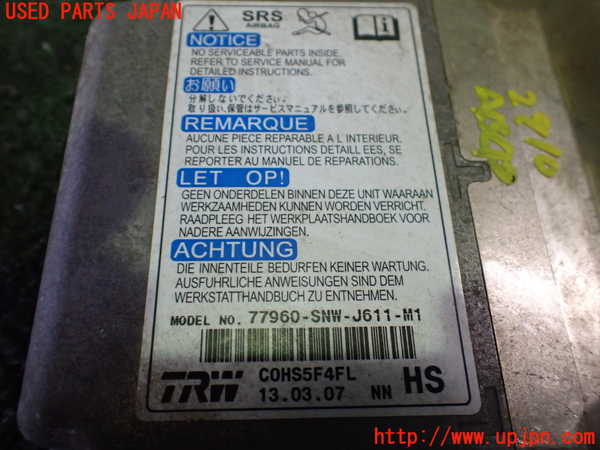 USED PARTS JAPAN
SRS
AIRBAG
NOTICE
NO SERVICEABLE PARTS INSIDE.
REFER TO SERVICE MANUAL FOR
DETAILED INSTRUCTIONS.
お願い
分解しないでください。
取り扱い、保管はサービスマニュアルを参照してください。
REMARQUE
AUCUNE PIECE REPARABLE A L INTERIEUR.
POUR LES INSTRUCTIONS DETAILL EES, SE
REPORTER AU MANUEL DE REPARATIONS.
LET OP!
GEEN ONDERDELEN BINNEN DEZE UNIT WAARAAN
WERKZAAMHEDEN KUNNEN WORDEN VERRICHT.
RAADPLEEG HET WERKPLAATSHANDBOEK VOOR
NADERE AANWIJZINGEN.
ACHTUNG
DIE INNENTEILE BEDURFEN KEINER WARTUNG.
AUSFUHRLICHE ANWEISUNGEN SIND DEM
WERKSTATTHANDBUCH ZU ENTNEHMEN.
MODEL NO. 77960-SNW-J611-M1
TRW COHS5F4FL HS
13.03.07 NN
2910
http://www.upjpn.com/